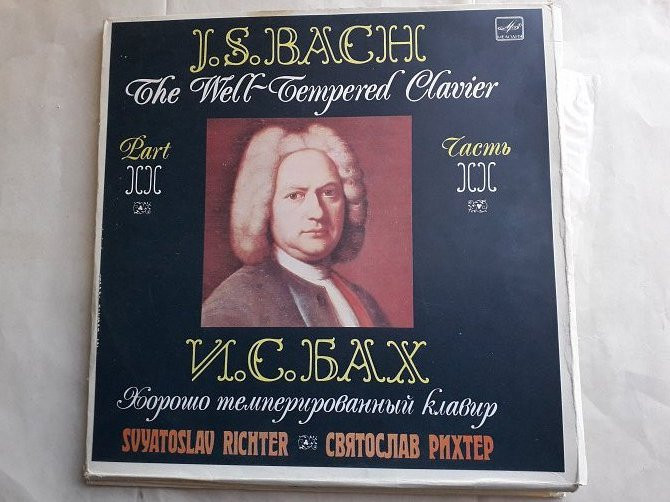 J.S.BACH
The Well-Tempered Clavier
Part
II
Часть
II
И.С.БАХ
Хорошо темперированный клавир
SVYATOSLAV RICHTER СВЯТОСЛАВ РИХТЕР